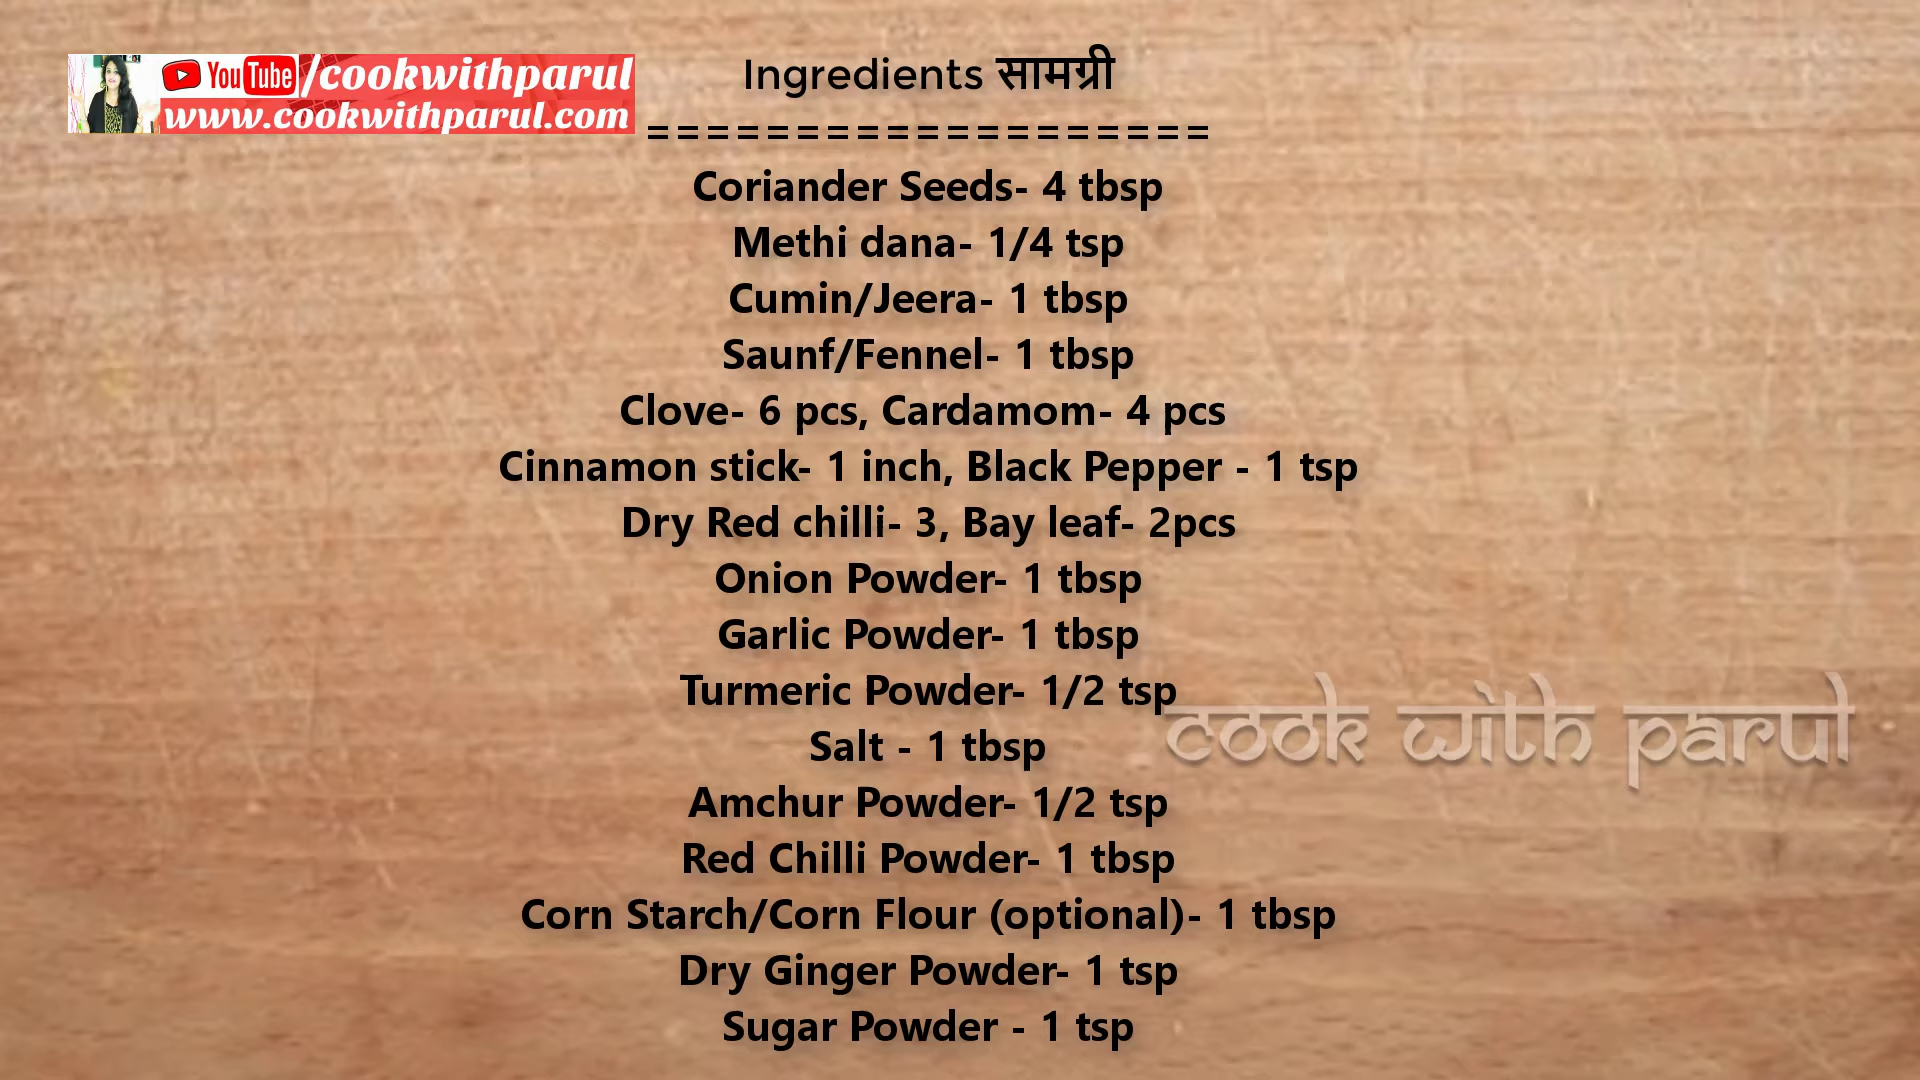 YouTube /cookwithparul
www.cookwithparul.com
Ingredients सामग्री
===================
Coriander Seeds- 4 tbsp
Methi dana- 1/4 tsp
Cumin/Jeera- 1 tbsp
Saunf/Fennel- 1 tbsp
Clove- 6 pcs, Cardamom- 4 pcs
Cinnamon stick- 1 inch, Black Pepper - 1 tsp
Dry Red chilli- 3, Bay leaf- 2pcs
Onion Powder- 1 tbsp
Garlic Powder- 1 tbsp
Turmeric Powder- 1/2 tsp
Salt - 1 tbsp
cook with parul
Amchur Powder- 1/2 tsp
Red Chilli Powder- 1 tbsp
Corn Starch/Corn Flour (optional)- 1 tbsp
Dry Ginger Powder- 1 tsp
Sugar Powder - 1 tsp